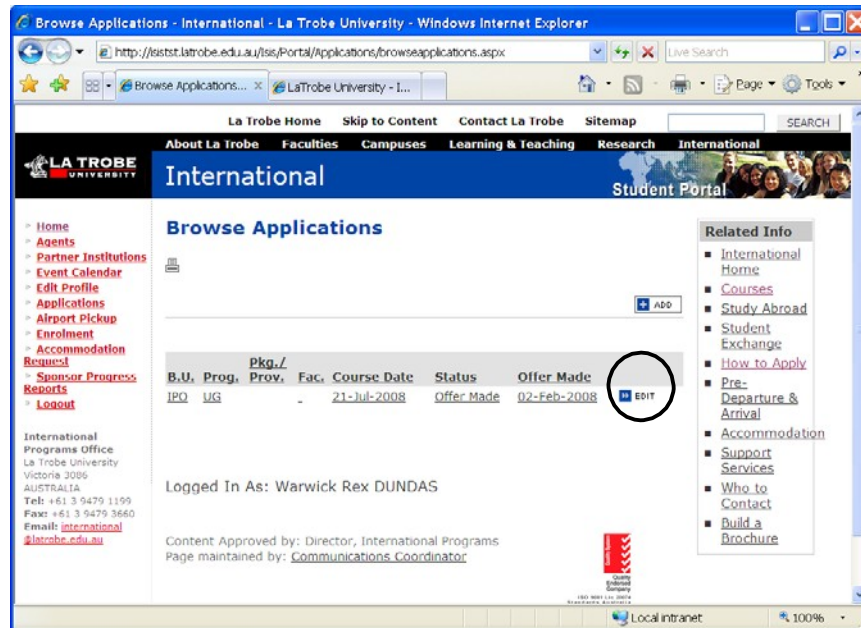 Browse Applications - International - La Trobe University - Windows Internet Explorer
http://isistst.latrobe.edu.au/Isis/Portal/Applications/browseapplications.aspx
Live Search
Browse Applications... x
LaTrobe University - I...
Page
Tools
La Trobe Home Skip to Content Contact La Trobe Sitemap
SEARCH
About La Trobe Faculties Campuses Learning & Teaching Research International
LA TROBE
UNIVERSITY
International
Student Portal
Home
Agents
Partner Institutions
Event Calendar
Edit Profile
Applications
Airport Pickup
Enrolment
Accommodation
Request
Sponsor Progress
Reports
Logout
International
Programs Office
La Trobe University
Victoria 3086
AUSTRALIA
Tel: +61 3 9479 1199
Fax: +61 3 9479 3660
Email: international
@latrobe.edu.au
Browse Applications
ADD
B.U. Prog. Pkg./
Prov. Fac. Course Date Status Offer Made
IPO UG - 21-Jul-2008 Offer Made 02-Feb-2008 EDIT
Logged In As: Warwick Rex DUNDAS
Content Approved by: Director, International Programs
Page maintained by: Communications Coordinator
Quality
Endorsed
Company
Related Info
International
Home
Courses
Study Abroad
Student
Exchange
How to Apply
Pre-
Departure &
Arrival
Accommodation
Support
Services
Who to
Contact
Build a
Brochure
Local intranet
100%